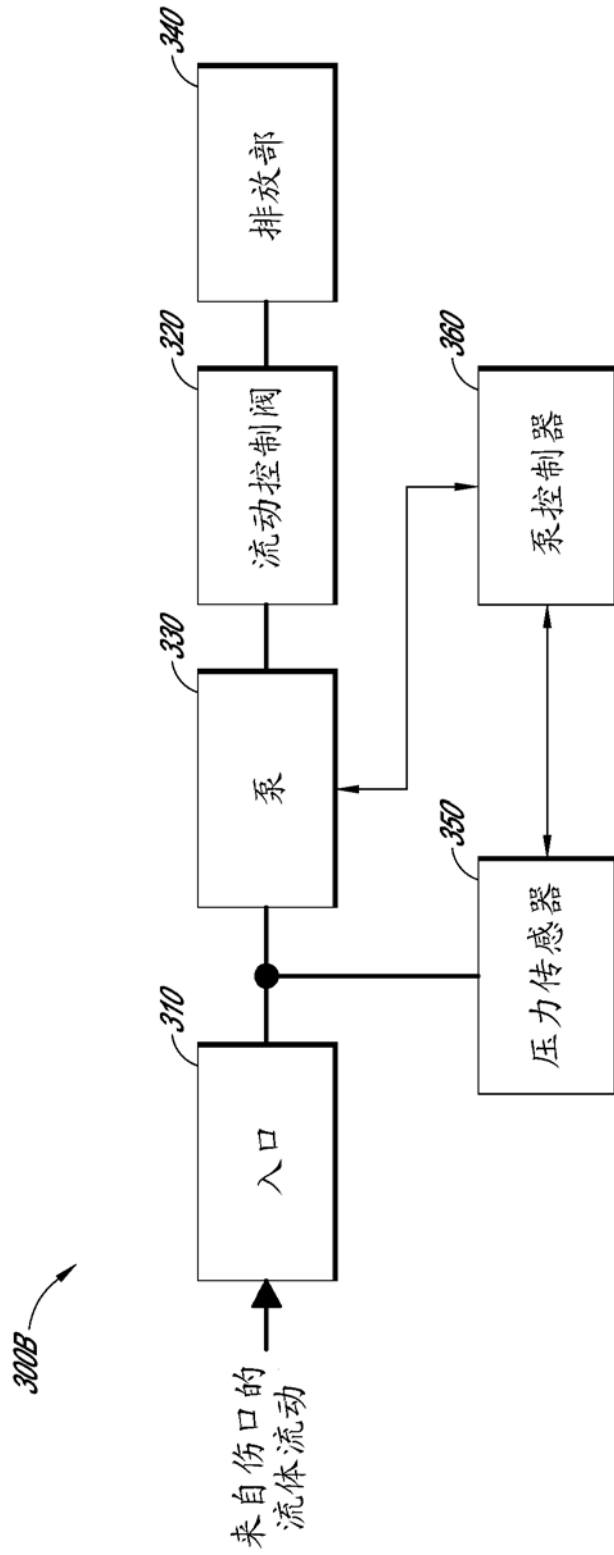 300B
来自伤口的
流体流动
310
入口
330
泵
320
流动控制阀
340
排放部
350
压力传感器
360
泵控制器